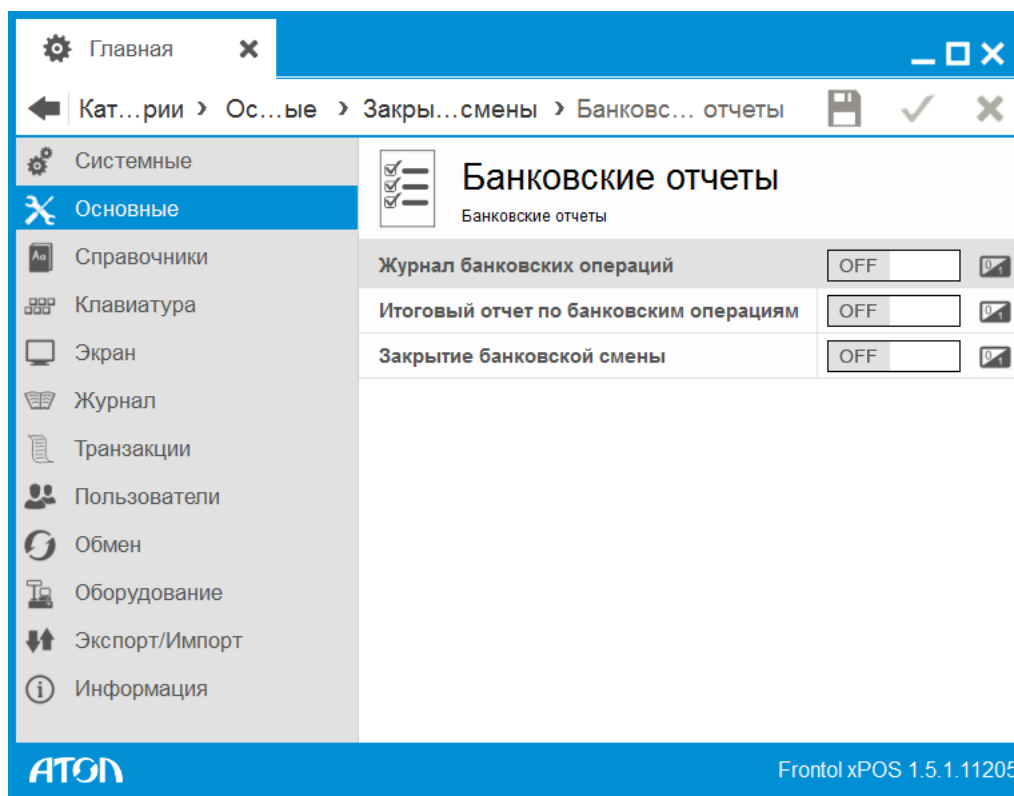 Главная
Кат...рии › Ос...ые › Закры...смены › Банковс... отчеты
Системные
Основные
Справочники
Клавиатура
Экран
Журнал
Транзакции
Пользователи
Обмен
Оборудование
Экспорт/Импорт
Информация
Банковские отчеты
Банковские отчеты
Журнал банковских операций OFF
Итоговый отчет по банковским операциям OFF
Закрытие банковской смены OFF
АТОЛ
Frontol xPOS 1.5.1.11205